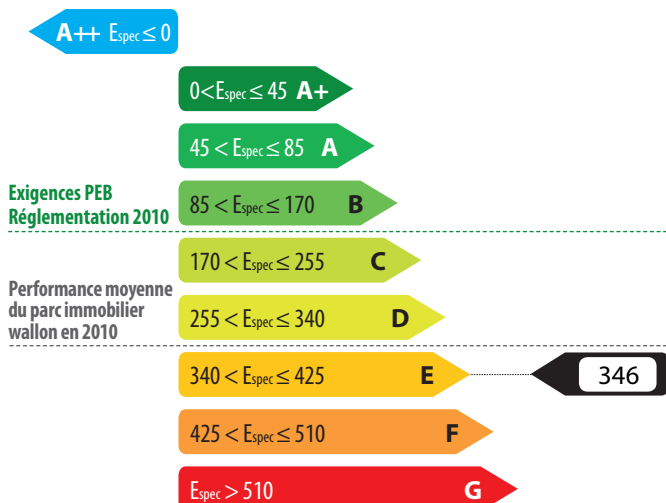 A++ Espec ≤ 0
0<Espec ≤ 45 A+
45 < Espec ≤ 85 A
Exigences PEB
Réglementation 2010
85 < Espec ≤ 170 B
170 < Espec ≤ 255 C
Performance moyenne
du parc immobilier
wallon en 2010
255 < Espec ≤ 340 D
340 < Espec ≤ 425 E 346
425 < Espec ≤ 510 F
Espec > 510 G